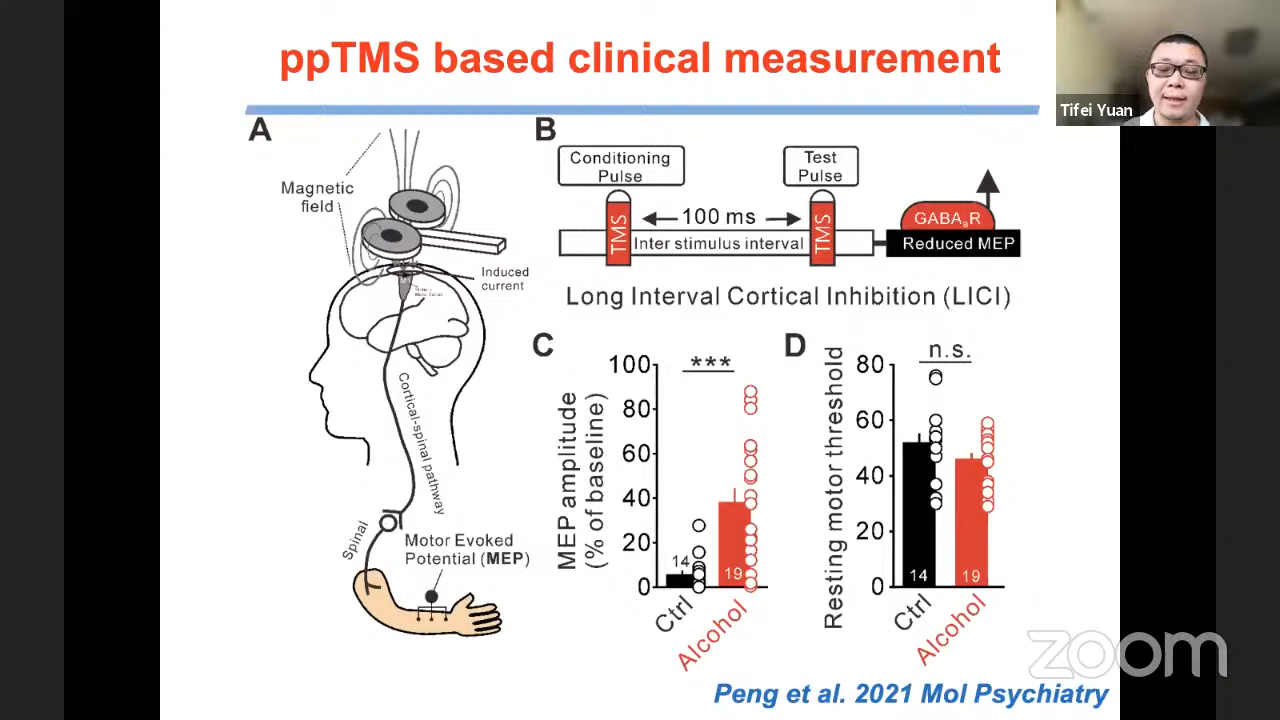 ppTMS based clinical measurement
Tifei Yuan
A
Magnetic
field
Induced
current
Cortical-spinal pathway
Spinal
Motor Evoked
Potential (MEP)
B
Conditioning
Pulse
Test
Pulse
TMS
100 ms
TMS
Inter stimulus interval
GABA
R
Reduced MEP
Long Interval Cortical Inhibition (LICI)
C
MEP amplitude
(% of baseline)
100
80
60
40
20
0
***
14
19
Ctrl
Alcohol
D
Resting motor threshold
80
60
40
20
0
n.s.
14
19
Ctrl
Alcohol
zoom
Peng et al. 2021 Mol Psychiatry